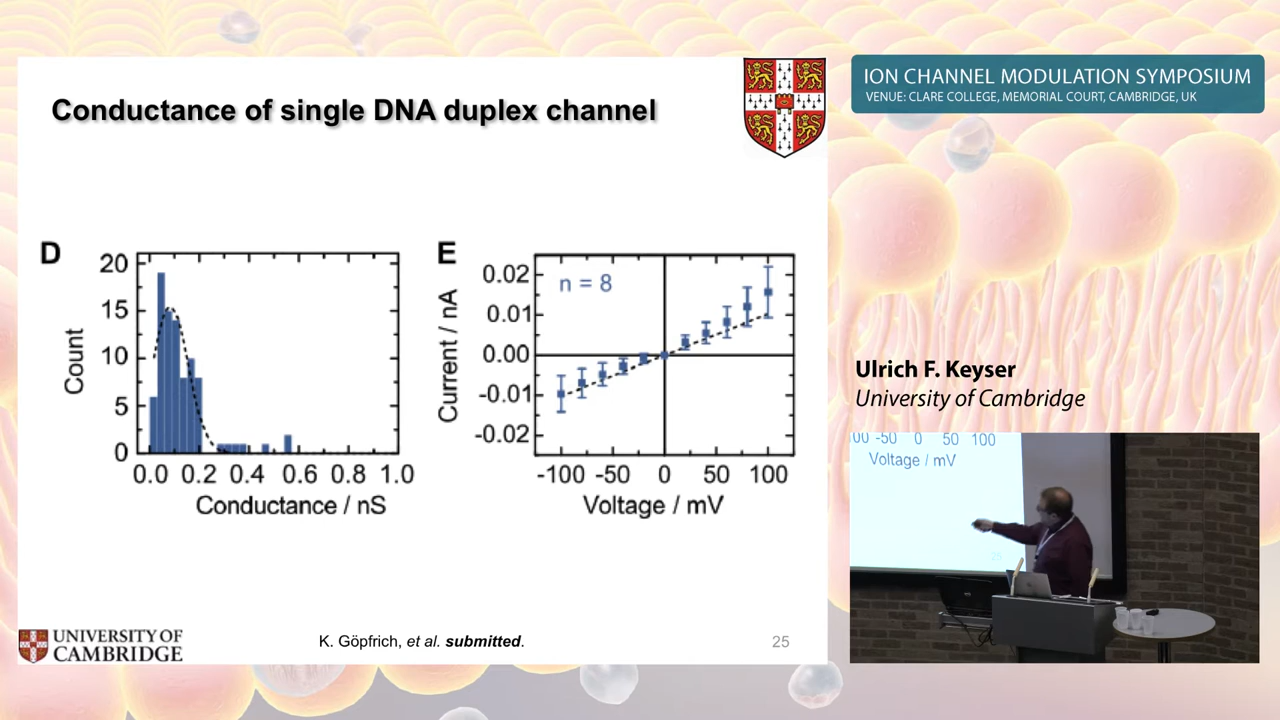 Conductance of single DNA duplex channel
ION CHANNEL MODULATION SYMPOSIUM
VENUE: CLARE COLLEGE, MEMORIAL COURT, CAMBRIDGE, UK
D
20
15
10
5
0
Count
0.0 0.2 0.4 0.6 0.8 1.0
Conductance / nS
E
n = 8
0.02
0.01
0.00
-0.01
-0.02
Current / nA
-100 -50 0 50 100
Voltage / mV
Ulrich F. Keyser
University of Cambridge
00 -50 0 50 100
Voltage / mV
25
UNIVERSITY OF
CAMBRIDGE
K. Göpfrich, et al. submitted.
25